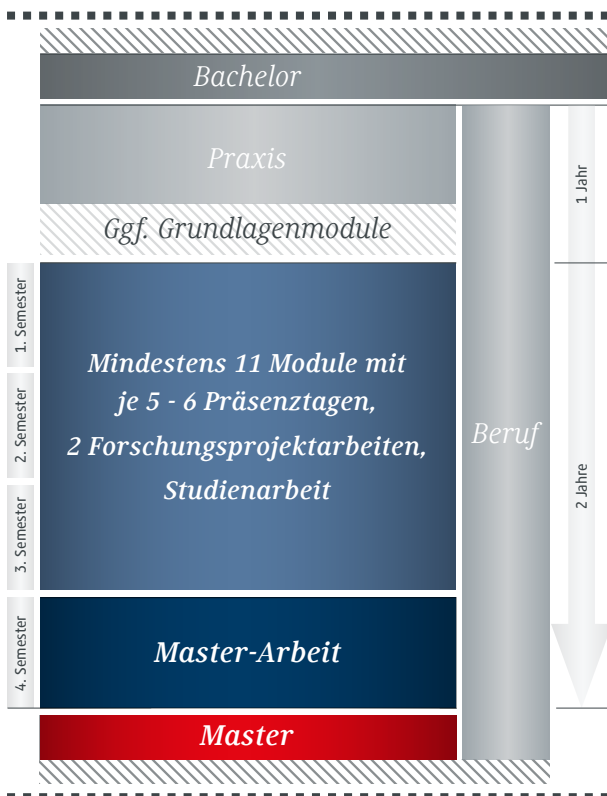 Bachelor
Praxis
1 Jahr
Ggf. Grundlagenmodule
1. Semester
2. Semester
3. Semester
4. Semester
Mindestens 11 Module mit
je 5 - 6 Präsenztagen,
2 Forschungsprojektarbeiten,
Studienarbeit
Beruf
2 Jahre
Master-Arbeit
Master